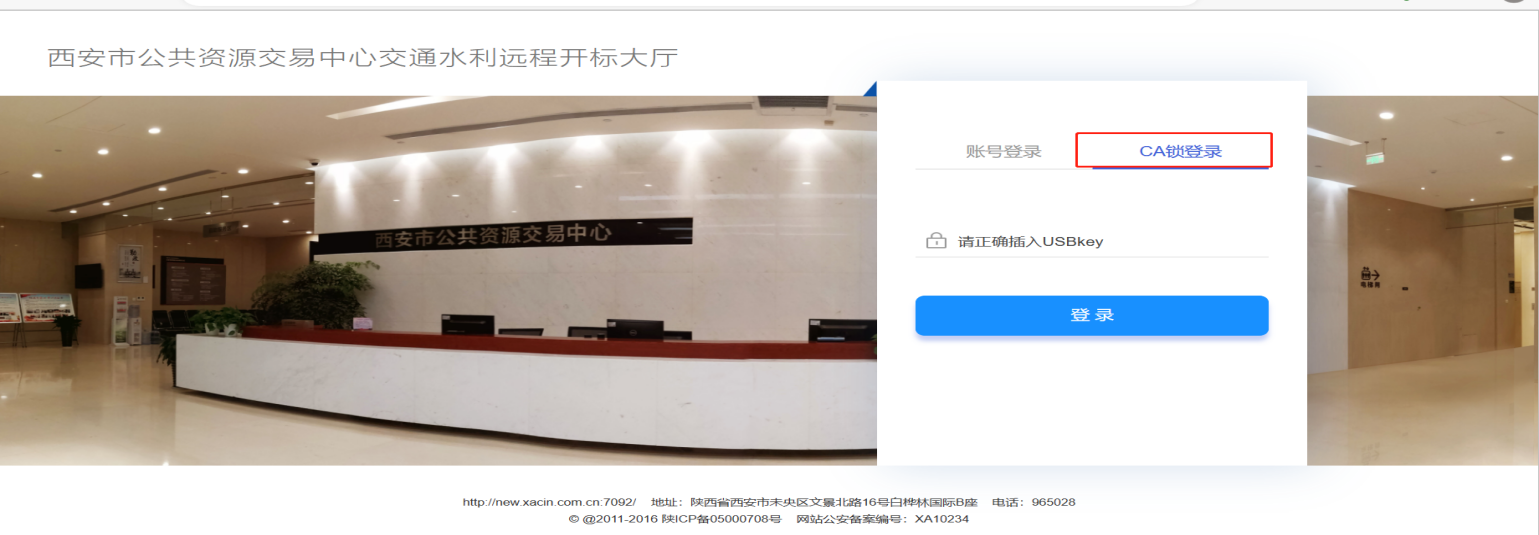 西安市公共资源交易中心交通水利远程开标大厅
账号登录 CA锁登录
西安市公共资源交易中心
请正确插入USBkey
登 录
http://new.xacin.com.cn:7092/ 地址：陕西省西安市未央区文景北路16号白桦林国际B座 电话：965028
© @2011-2016 陕ICP备05000708号 网站公安备案编号：XA10234